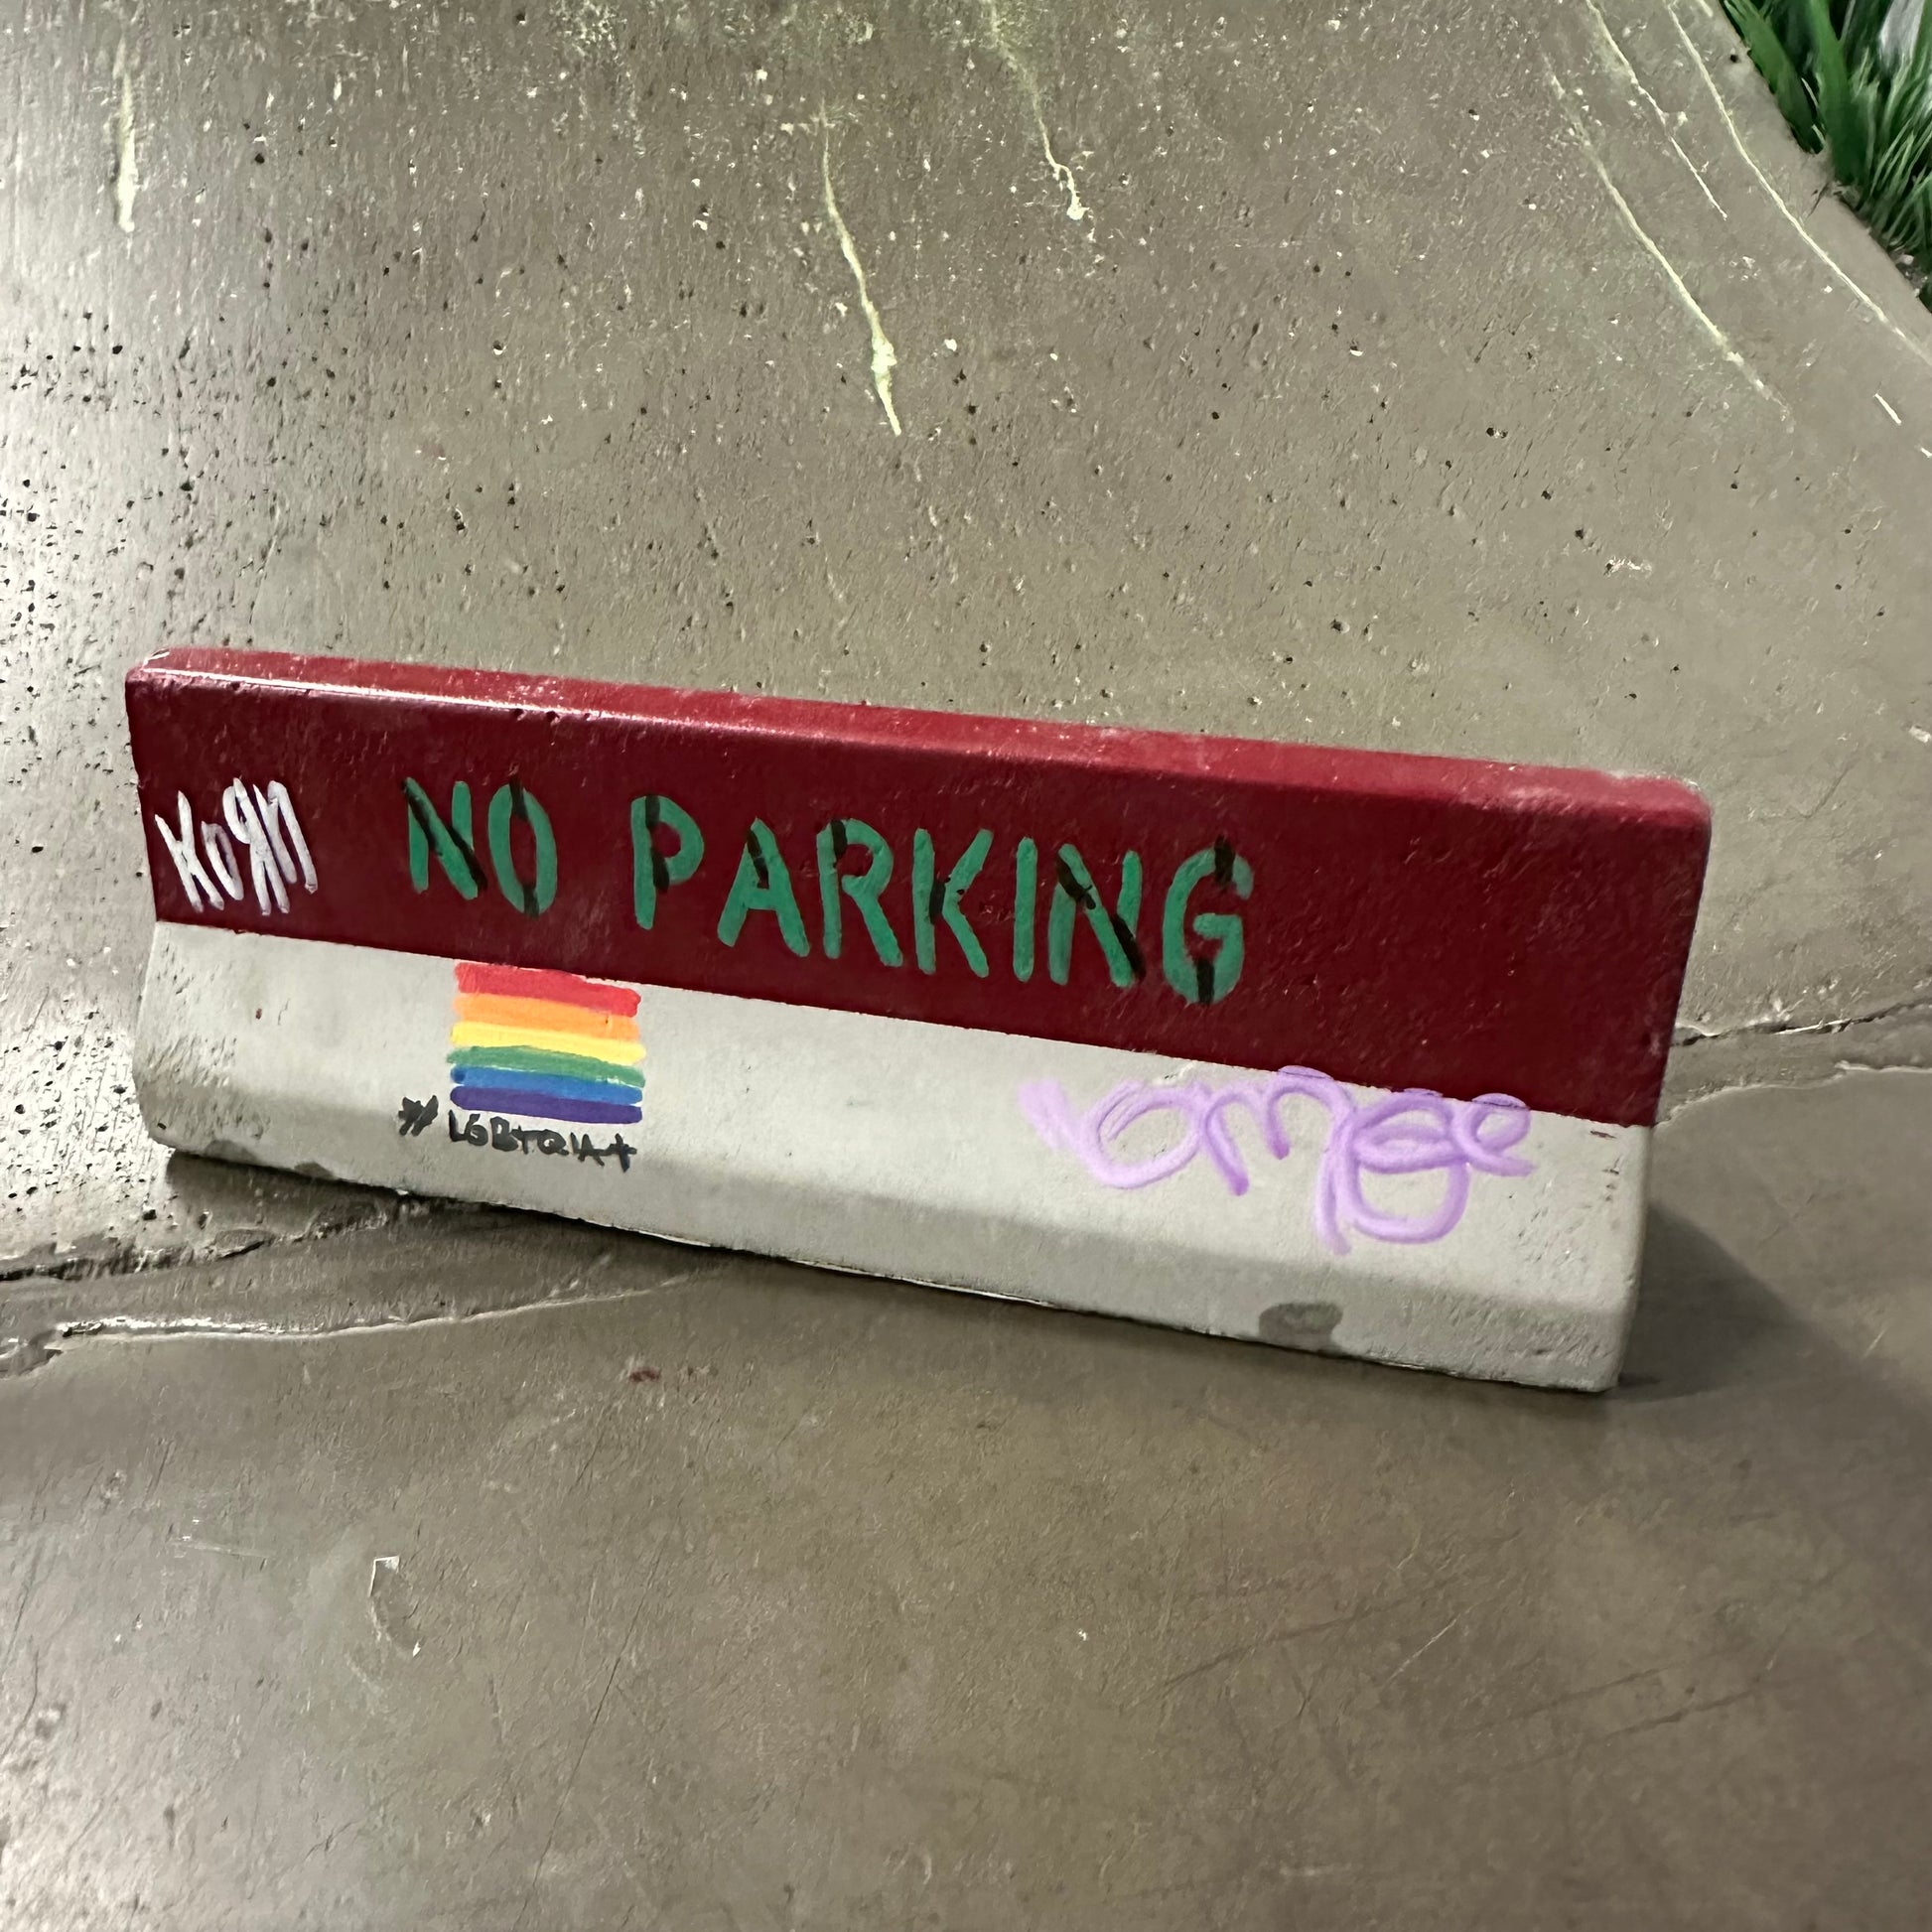 KoЯn
NO PARKING
# LGBTQIA+